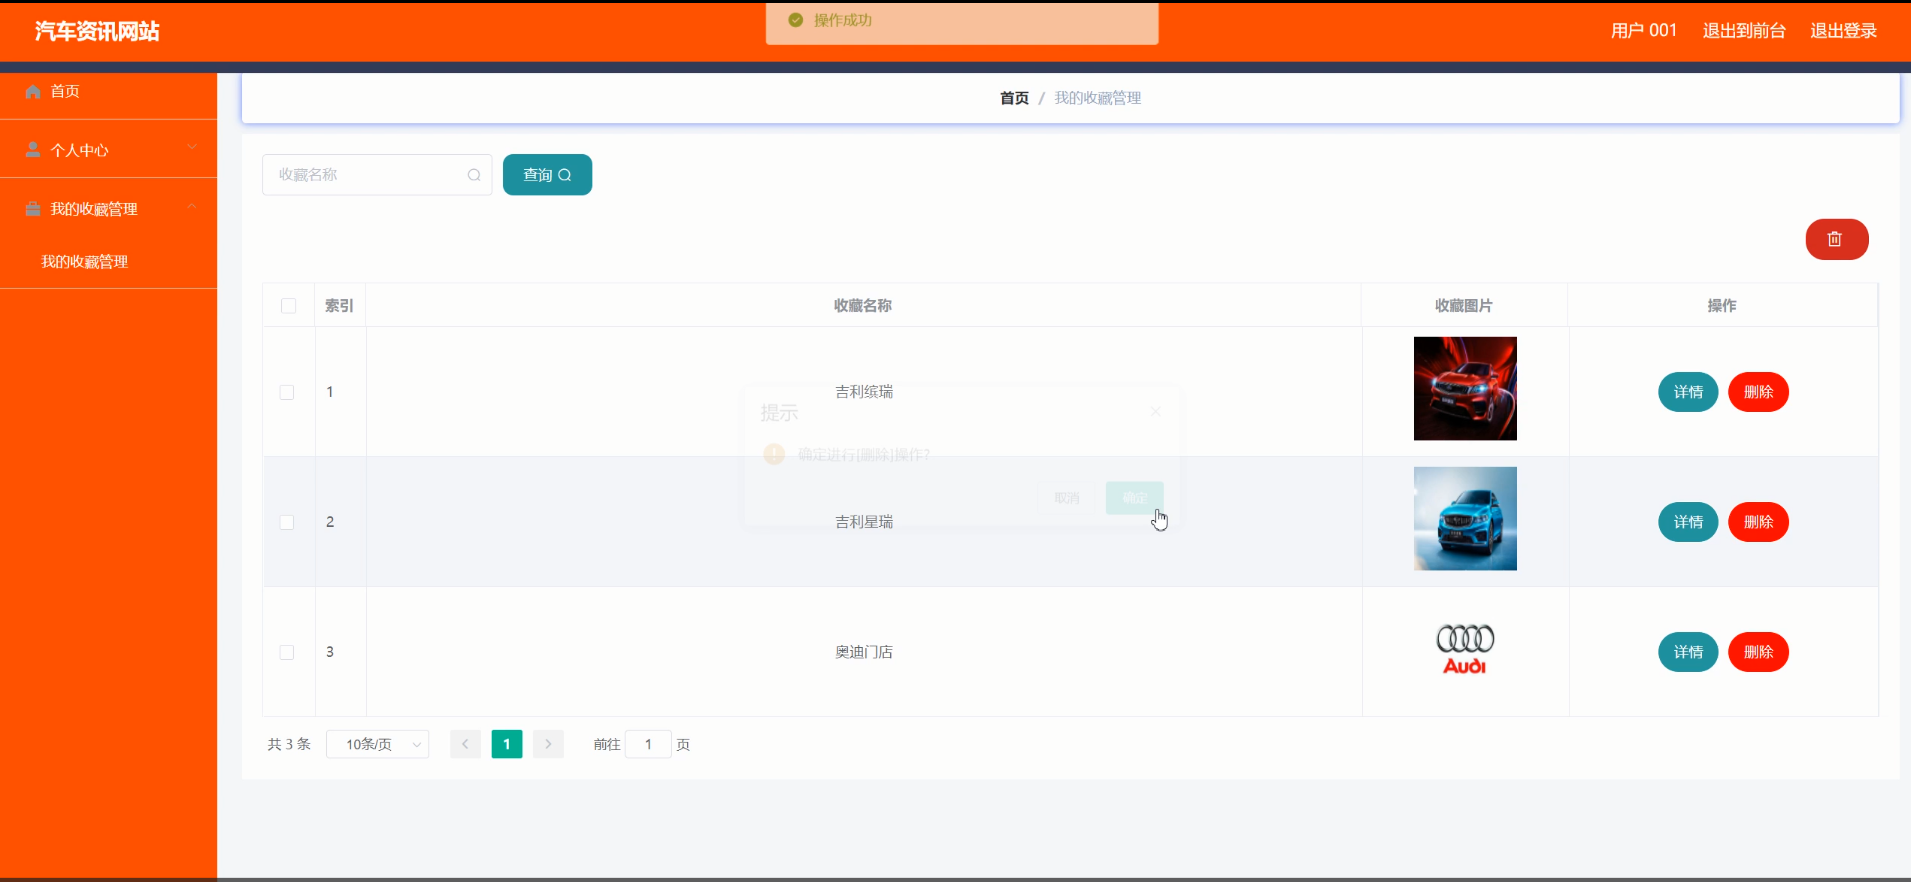 操作成功
汽车资讯网站
用户 001 退出到前台 退出登录
首页
个人中心
我的收藏管理
我的收藏管理
首页 / 我的收藏管理
收藏名称 查询
索引 收藏名称 收藏图片 操作
1 吉利缤瑞 详情 删除
提示
确定进行[删除]操作?
取消 确定
2 吉利星瑞 详情 删除
3 奥迪门店 Audi 详情 删除
共 3 条 10条/页 1 前往 1 页